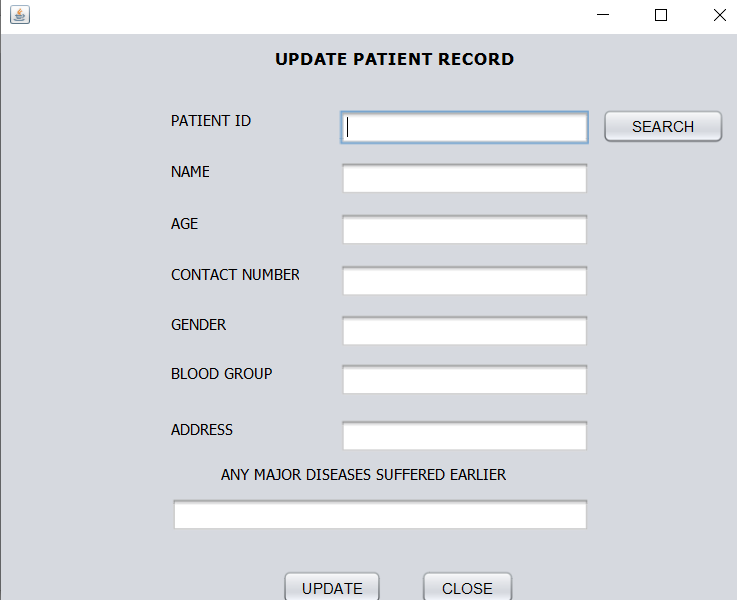 UPDATE PATIENT RECORD
PATIENT ID
SEARCH
NAME
AGE
CONTACT NUMBER
GENDER
BLOOD GROUP
ADDRESS
ANY MAJOR DISEASES SUFFERED EARLIER
UPDATE CLOSE